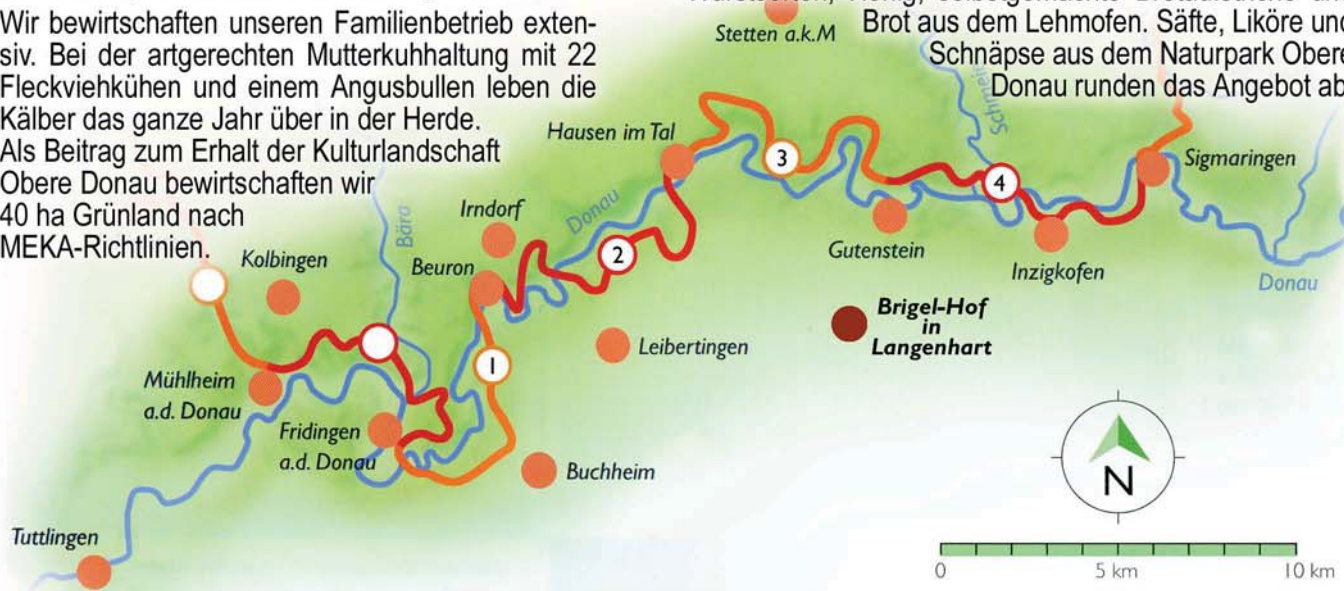 Wir bewirtschaften unseren Familienbetrieb exten-
siv. Bei der artgerechten Mutterkuhhaltung mit 22
Fleckviehkühen und einem Angusbullen leben die
Kälber das ganze Jahr über in der Herde.
Als Beitrag zum Erhalt der Kulturlandschaft
Obere Donau bewirtschaften wir
40 ha Grünland nach
MEKA-Richtlinien.
Brot aus dem Lehmofen. Säfte, Liköre und
Schnäpse aus dem Naturpark Obere
Donau runden das Angebot ab
Stetten a.k.M
Hausen im Tal
3
Schmeie
4
Sigmaringen
Irndorf
Donau
Bära
Kolbingen
Beuron
2
Gutenstein
Inzigkofen
Donau
Brigel-Hof
in
Langenhart
Leibertingen
1
Mühlheim
a.d. Donau
Fridingen
a.d. Donau
Buchheim
N
Tuttlingen
0
5 km
10 km